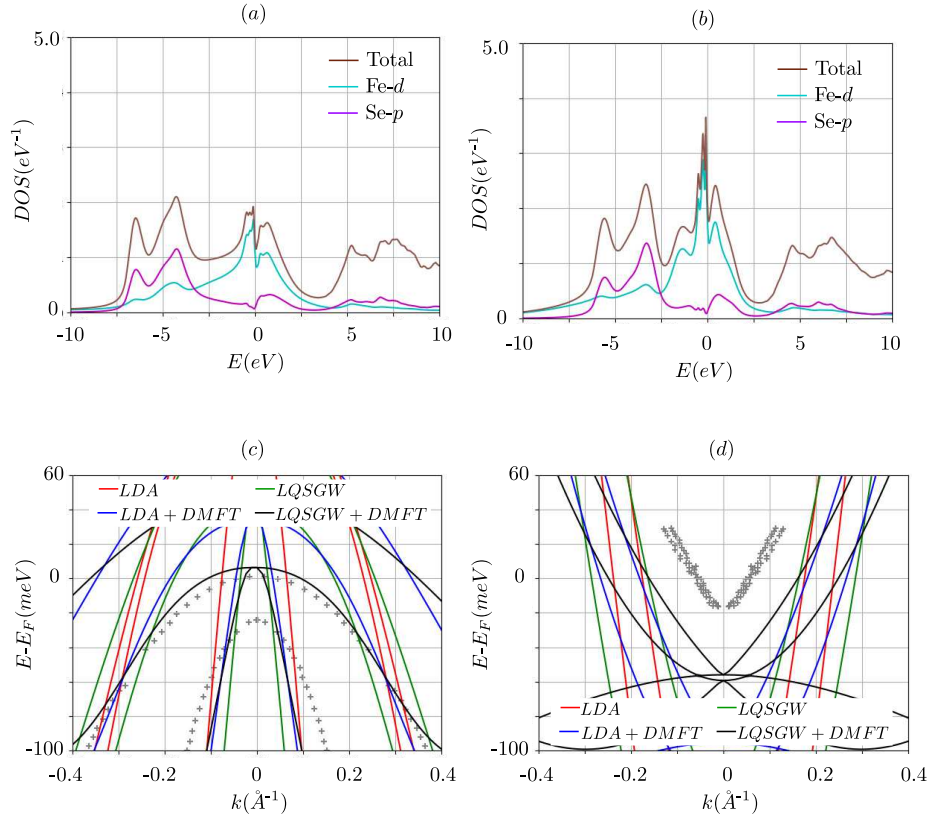 (a)
5.0
Total
Fe-d
Se-p
DOS(eV⁻¹)
0
-10 -5 0 5 10
E(eV)
(b)
5.0
Total
Fe-d
Se-p
DOS(eV⁻¹)
0
-10 -5 0 5 10
E(eV)
(c)
60
LDA LQSGW
LDA + DMFT LQSGW + DMFT
0
E-E_F(meV)
-100
-0.4 -0.2 0 0.2 0.4
k(Å⁻¹)
(d)
60
0
E-E_F(meV)
LDA LQSGW
LDA + DMFT LQSGW + DMFT
-100
-0.4 -0.2 0 0.2 0.4
k(Å⁻¹)